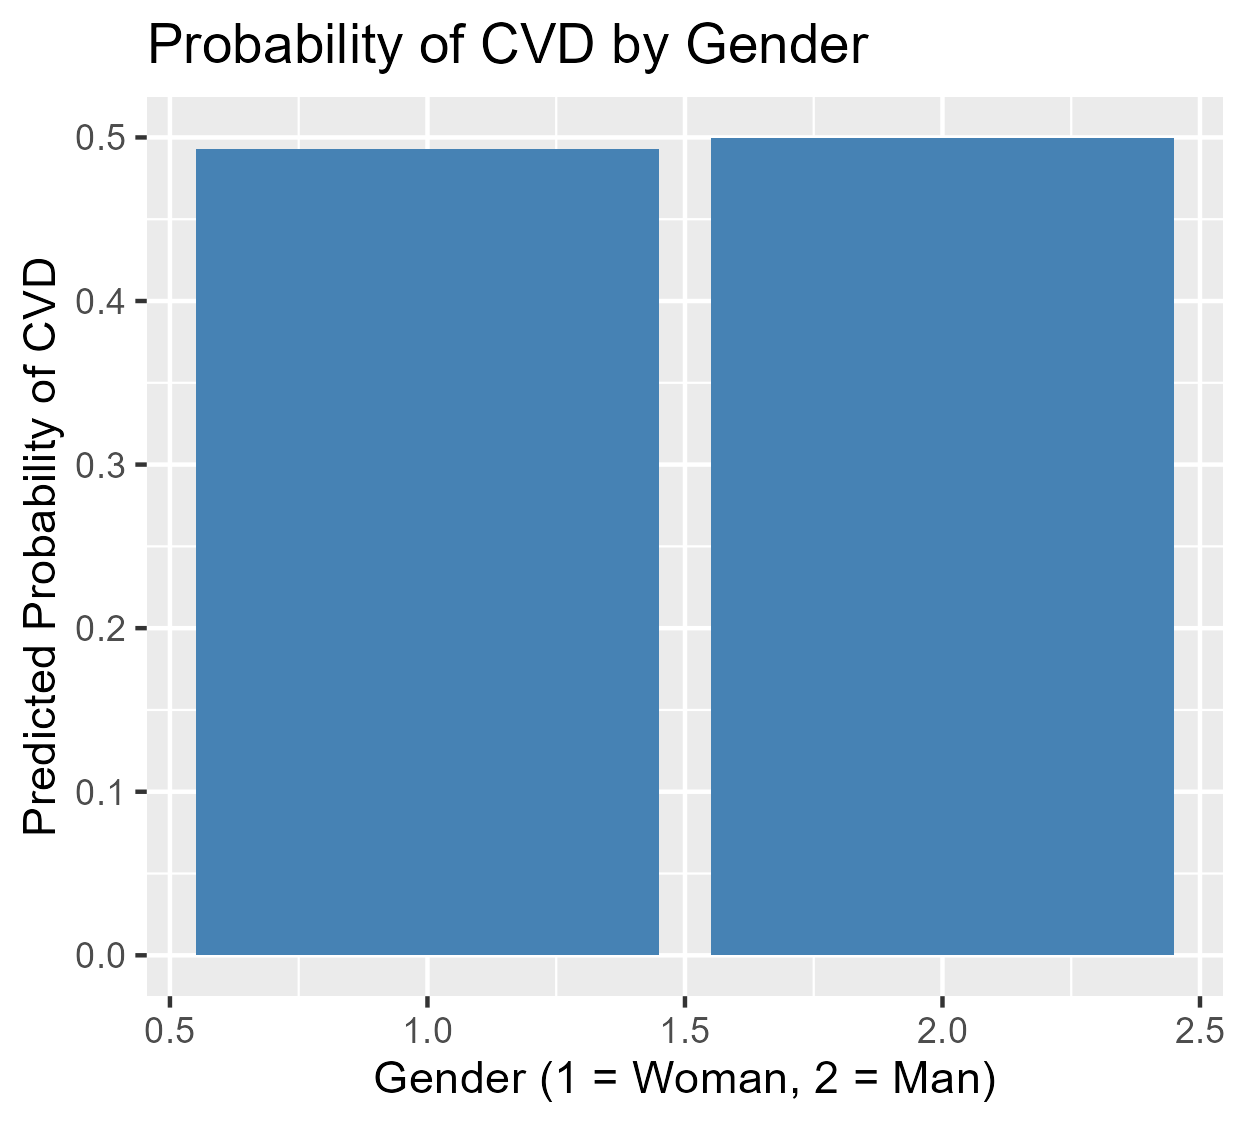 Probability of CVD by Gender
Predicted Probability of CVD
0.5
0.4
0.3
0.2
0.1
0.0
0.5 1.0 1.5 2.0 2.5
Gender (1 = Woman, 2 = Man)